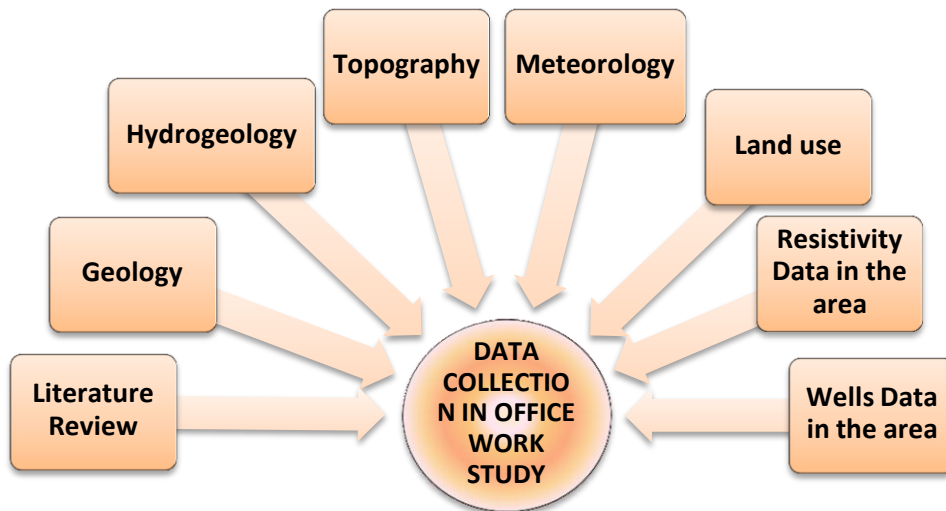 Topography
Meteorology
Hydrogeology
Land use
Geology
Resistivity
Data in the
area
Literature
Review
DATA
COLLECTIO
N IN OFFICE
WORK
STUDY
Wells Data
in the area